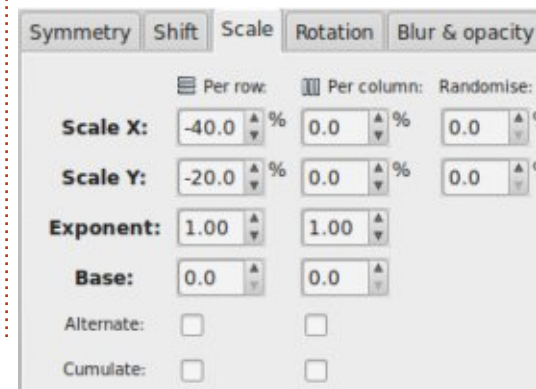 Symmetry Shift Scale Rotation Blur & opacity
Per row: Per column: Randomise:
Scale X: -40.0 % 0.0 % 0.0
Scale Y: -20.0 % 0.0 % 0.0
Exponent: 1.00 1.00
Base: 0.0 0.0
Alternate:
Cumulate: